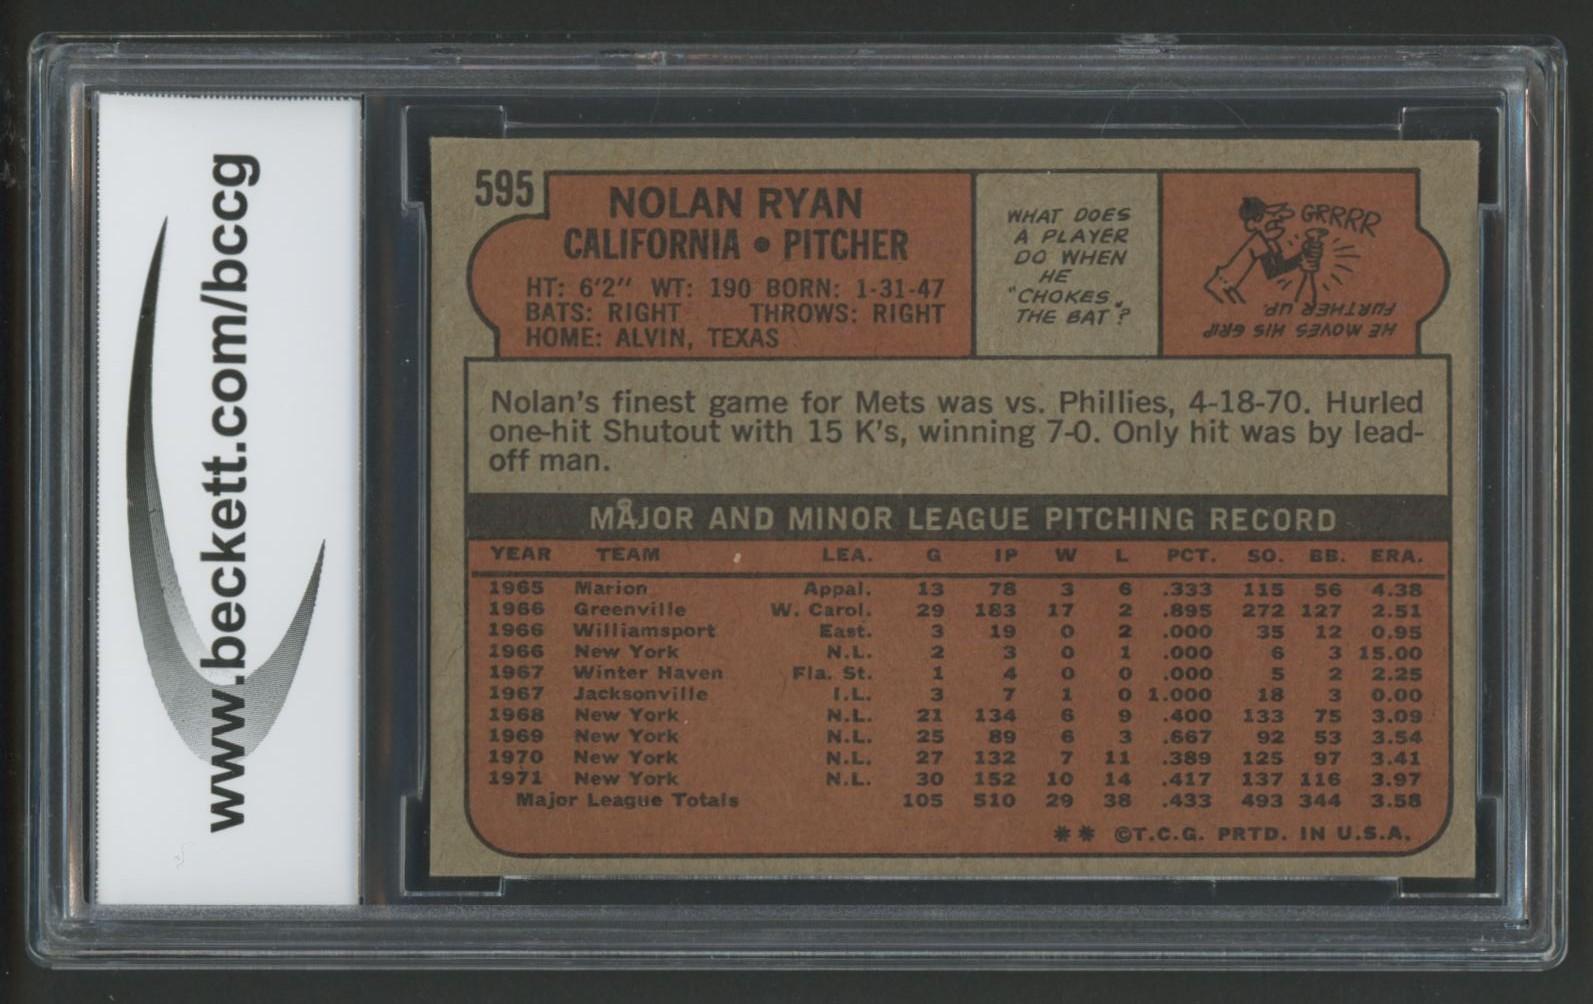 www.beckett.com/bccg
595
NOLAN RYAN
CALIFORNIA • PITCHER
HT: 6'2" WT: 190 BORN: 1-31-47
BATS: RIGHT THROWS: RIGHT
HOME: ALVIN, TEXAS
WHAT DOES
A PLAYER
DO WHEN
HE
"CHOKES"
THE BAT?
GRRRR
HE MOVES HIS GRIP
FURTHER UP.
Nolan's finest game for Mets was vs. Phillies, 4-18-70. Hurled
one-hit Shutout with 15 K's, winning 7-0. Only hit was by lead-
off man.
MAJOR AND MINOR LEAGUE PITCHING RECORD
YEAR TEAM LEA. G IP W L PCT. SO. BB. ERA.
1965 Marion Appal. 13 78 3 6 .333 115 56 4.38
1966 Greenville W. Carol. 29 183 17 2 .895 272 127 2.51
1966 Williamsport East. 3 19 0 2 .000 35 12 0.95
1966 New York N.L. 2 3 0 1 .000 6 3 15.00
1967 Winter Haven Fla. St. 1 4 0 0 .000 5 2 2.25
1967 Jacksonville I.L. 3 7 1 0 1.000 18 3 0.00
1968 New York N.L. 21 134 6 9 .400 133 75 3.09
1969 New York N.L. 25 89 6 3 .667 92 53 3.54
1970 New York N.L. 27 132 7 11 .389 125 97 3.41
1971 New York N.L. 30 152 10 14 .417 137 116 3.97
Major League Totals 105 510 29 38 .433 493 344 3.58
** ©T.C.G. PRTD. IN U.S.A.